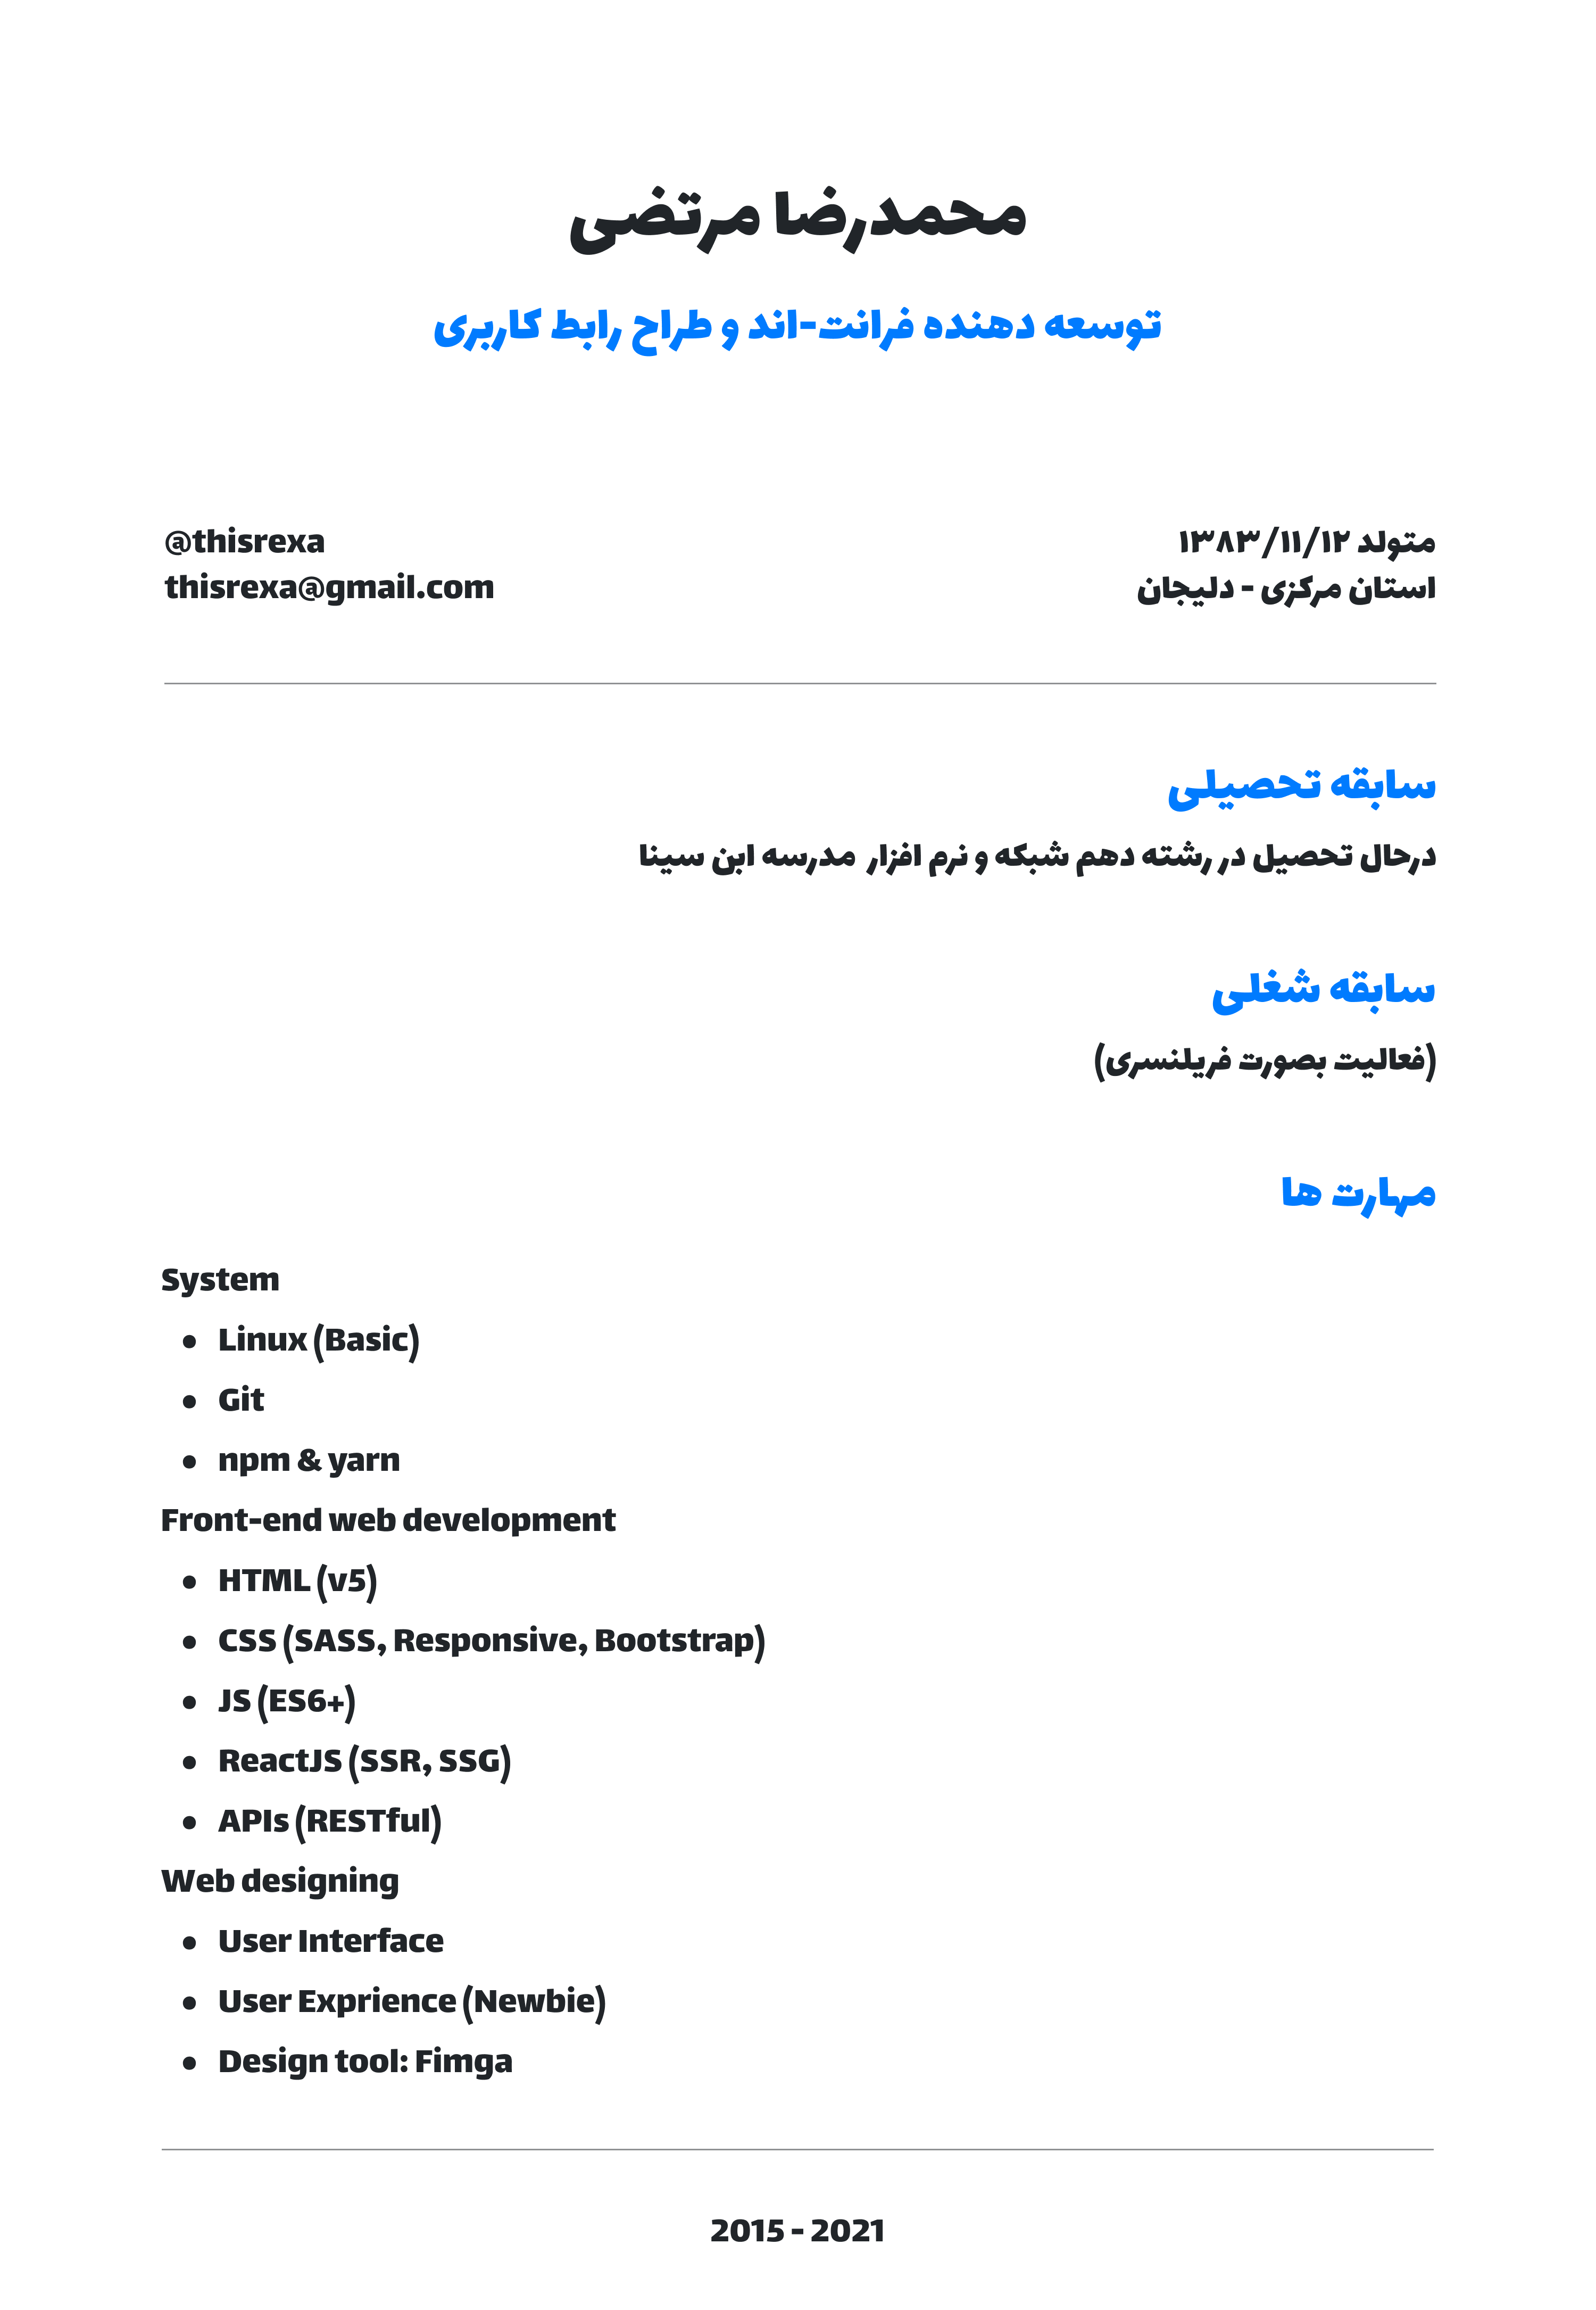 محمدرضا مرتضی
توسعه دهنده فرانت-اند و طراح رابط کاربری
متولد ۱۳۸۳/۱۱/۱۲
@thisrexa
استان مرکزی - دلیجان
thisrexa@gmail.com
سابقه تحصیلی
درحال تحصیل در رشته دهم شبکه و نرم افزار مدرسه ابن سینا
سابقه شغلی
(فعالیت بصورت فریلنسری)
مهارت ها
System
• Linux (Basic)
• Git
• npm & yarn
Front-end web development
• HTML (v5)
• CSS (SASS, Responsive, Bootstrap)
• JS (ES6+)
• ReactJS (SSR, SSG)
• APIs (RESTful)
Web designing
• User Interface
• User Exprience (Newbie)
• Design tool: Fimga
2015 - 2021